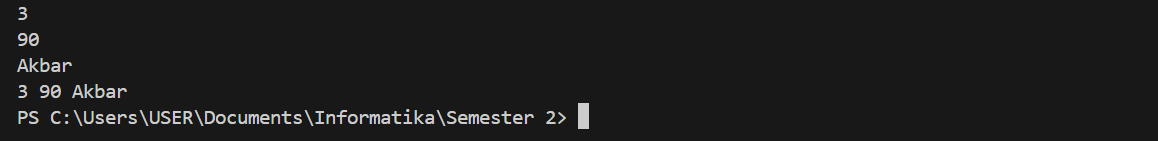 3
90
Akbar
3 90 Akbar
PS C:\Users\USER\Documents\Informatika\Semester 2>